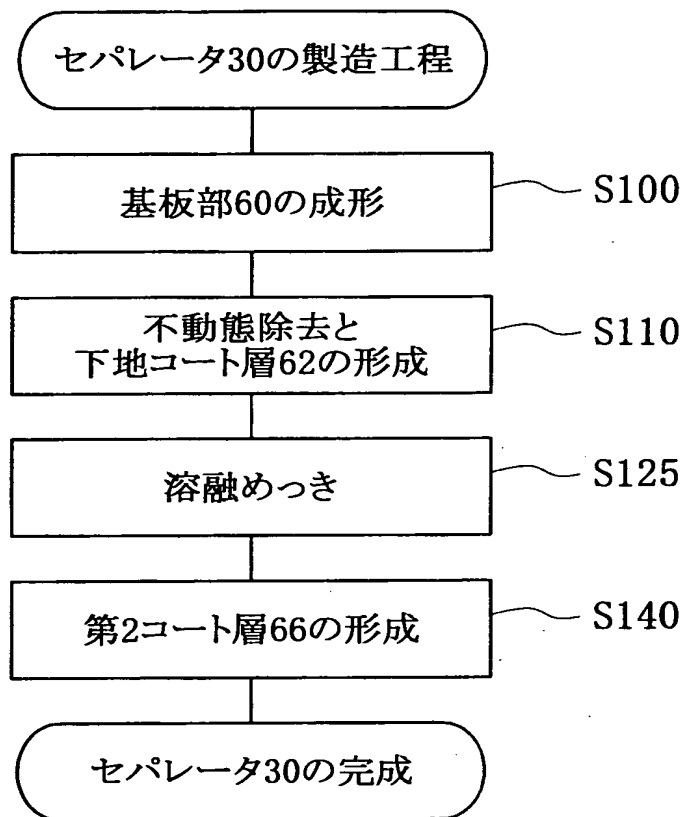 セパレータ30の製造工程
基板部60の成形
S100
不動態除去と
下地コート層62の形成
S110
溶融めっき
S125
第2コート層66の形成
S140
セパレータ30の完成